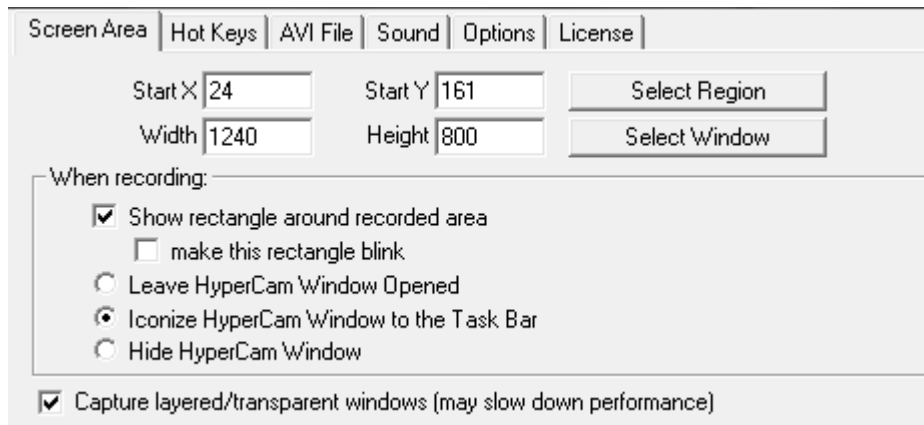 Screen Area Hot Keys AVI File Sound Options License
Start X 24 Start Y 161 Select Region
Width 1240 Height 800 Select Window
When recording:
Show rectangle around recorded area
make this rectangle blink
Leave HyperCam Window Opened
Iconize HyperCam Window to the Task Bar
Hide HyperCam Window
Capture layered/transparent windows (may slow down performance)